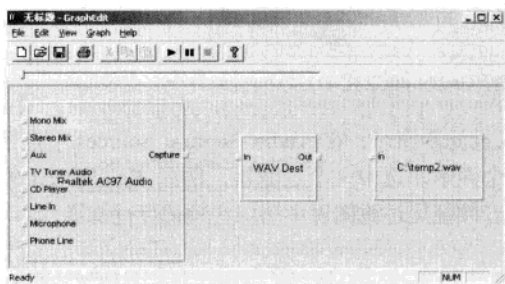 无标题 - GraphEdit
File Edit View Graph Help
Mono Mix
Stereo Mix
Aux
Capture
TV Tuner Audio
Realtek AC97 Audio
CD Player
Line In
Microphone
Phone Line
In Out
WAV Dest
In
C:\temp2.wav
Ready
NUM